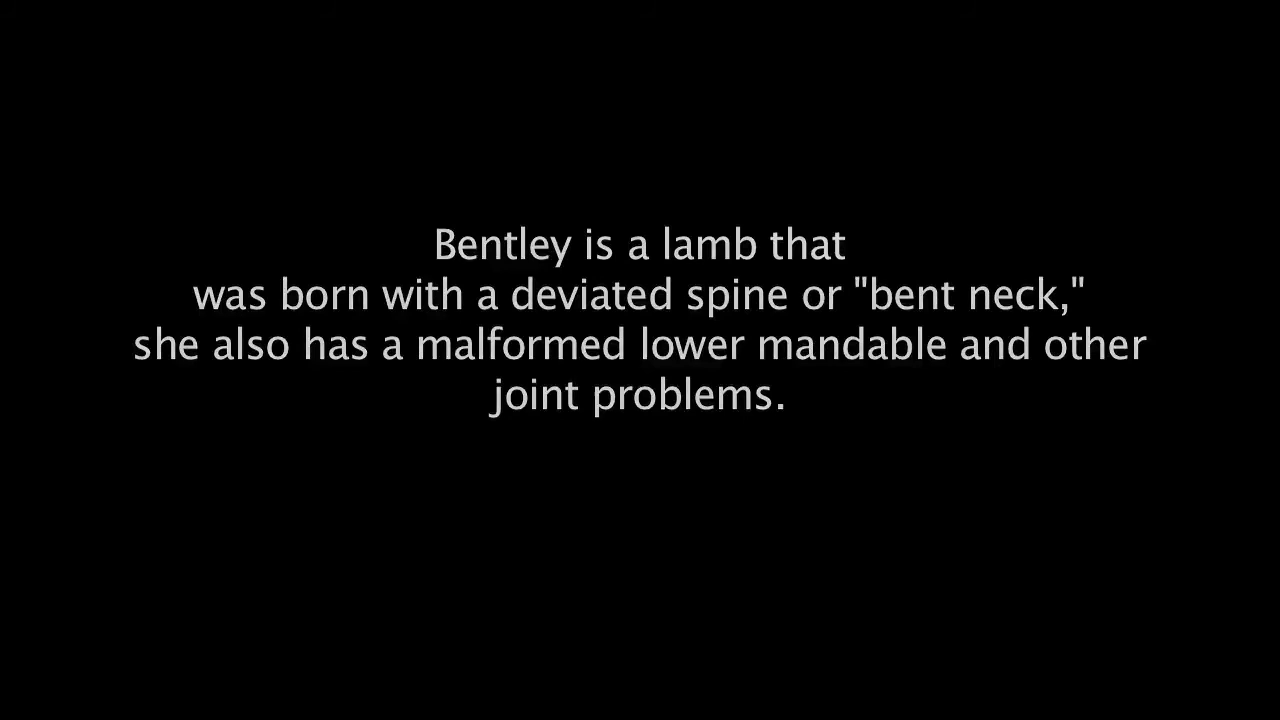 Bentley is a lamb that
was born with a deviated spine or "bent neck,"
she also has a malformed lower mandable and other
joint problems.